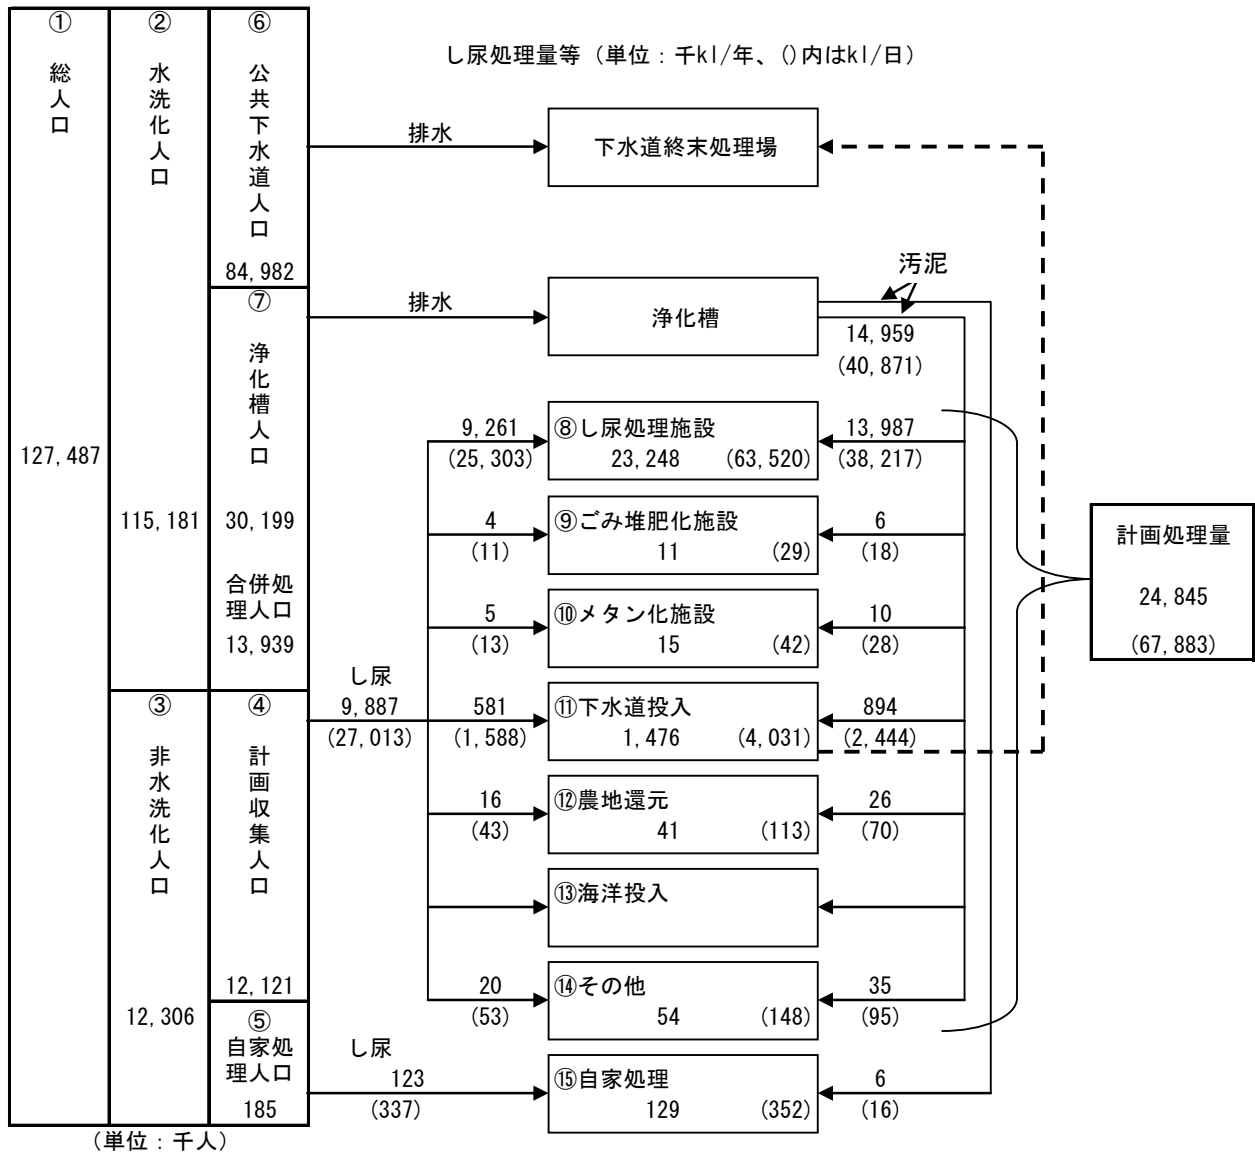 し尿処理量等（単位：千kl/年、()内はkl/日）
①
総人口
127,487
②
水洗化人口
115,181
③
非水洗化人口
12,306
⑥
公共下水道人口
84,982
⑦
浄化槽人口
30,199
合併処
理人口
13,939
④
計画収集人口
12,121
⑤
自家処
理人口
185
（単位：千人）
排水
下水道終末処理場
排水
浄化槽
汚泥
14,959
(40,871)
し尿
9,887
(27,013)
9,261
(25,303)
⑧し尿処理施設
23,248 (63,520)
13,987
(38,217)
4
(11)
⑨ごみ堆肥化施設
11 (29)
6
(18)
5
(13)
⑩メタン化施設
15 (42)
10
(28)
581
(1,588)
⑪下水道投入
1,476 (4,031)
894
(2,444)
16
(43)
⑫農地還元
41 (113)
26
(70)
⑬海洋投入
20
(53)
⑭その他
54 (148)
35
(95)
し尿
123
(337)
⑮自家処理
129 (352)
6
(16)
計画処理量
24,845
(67,883)